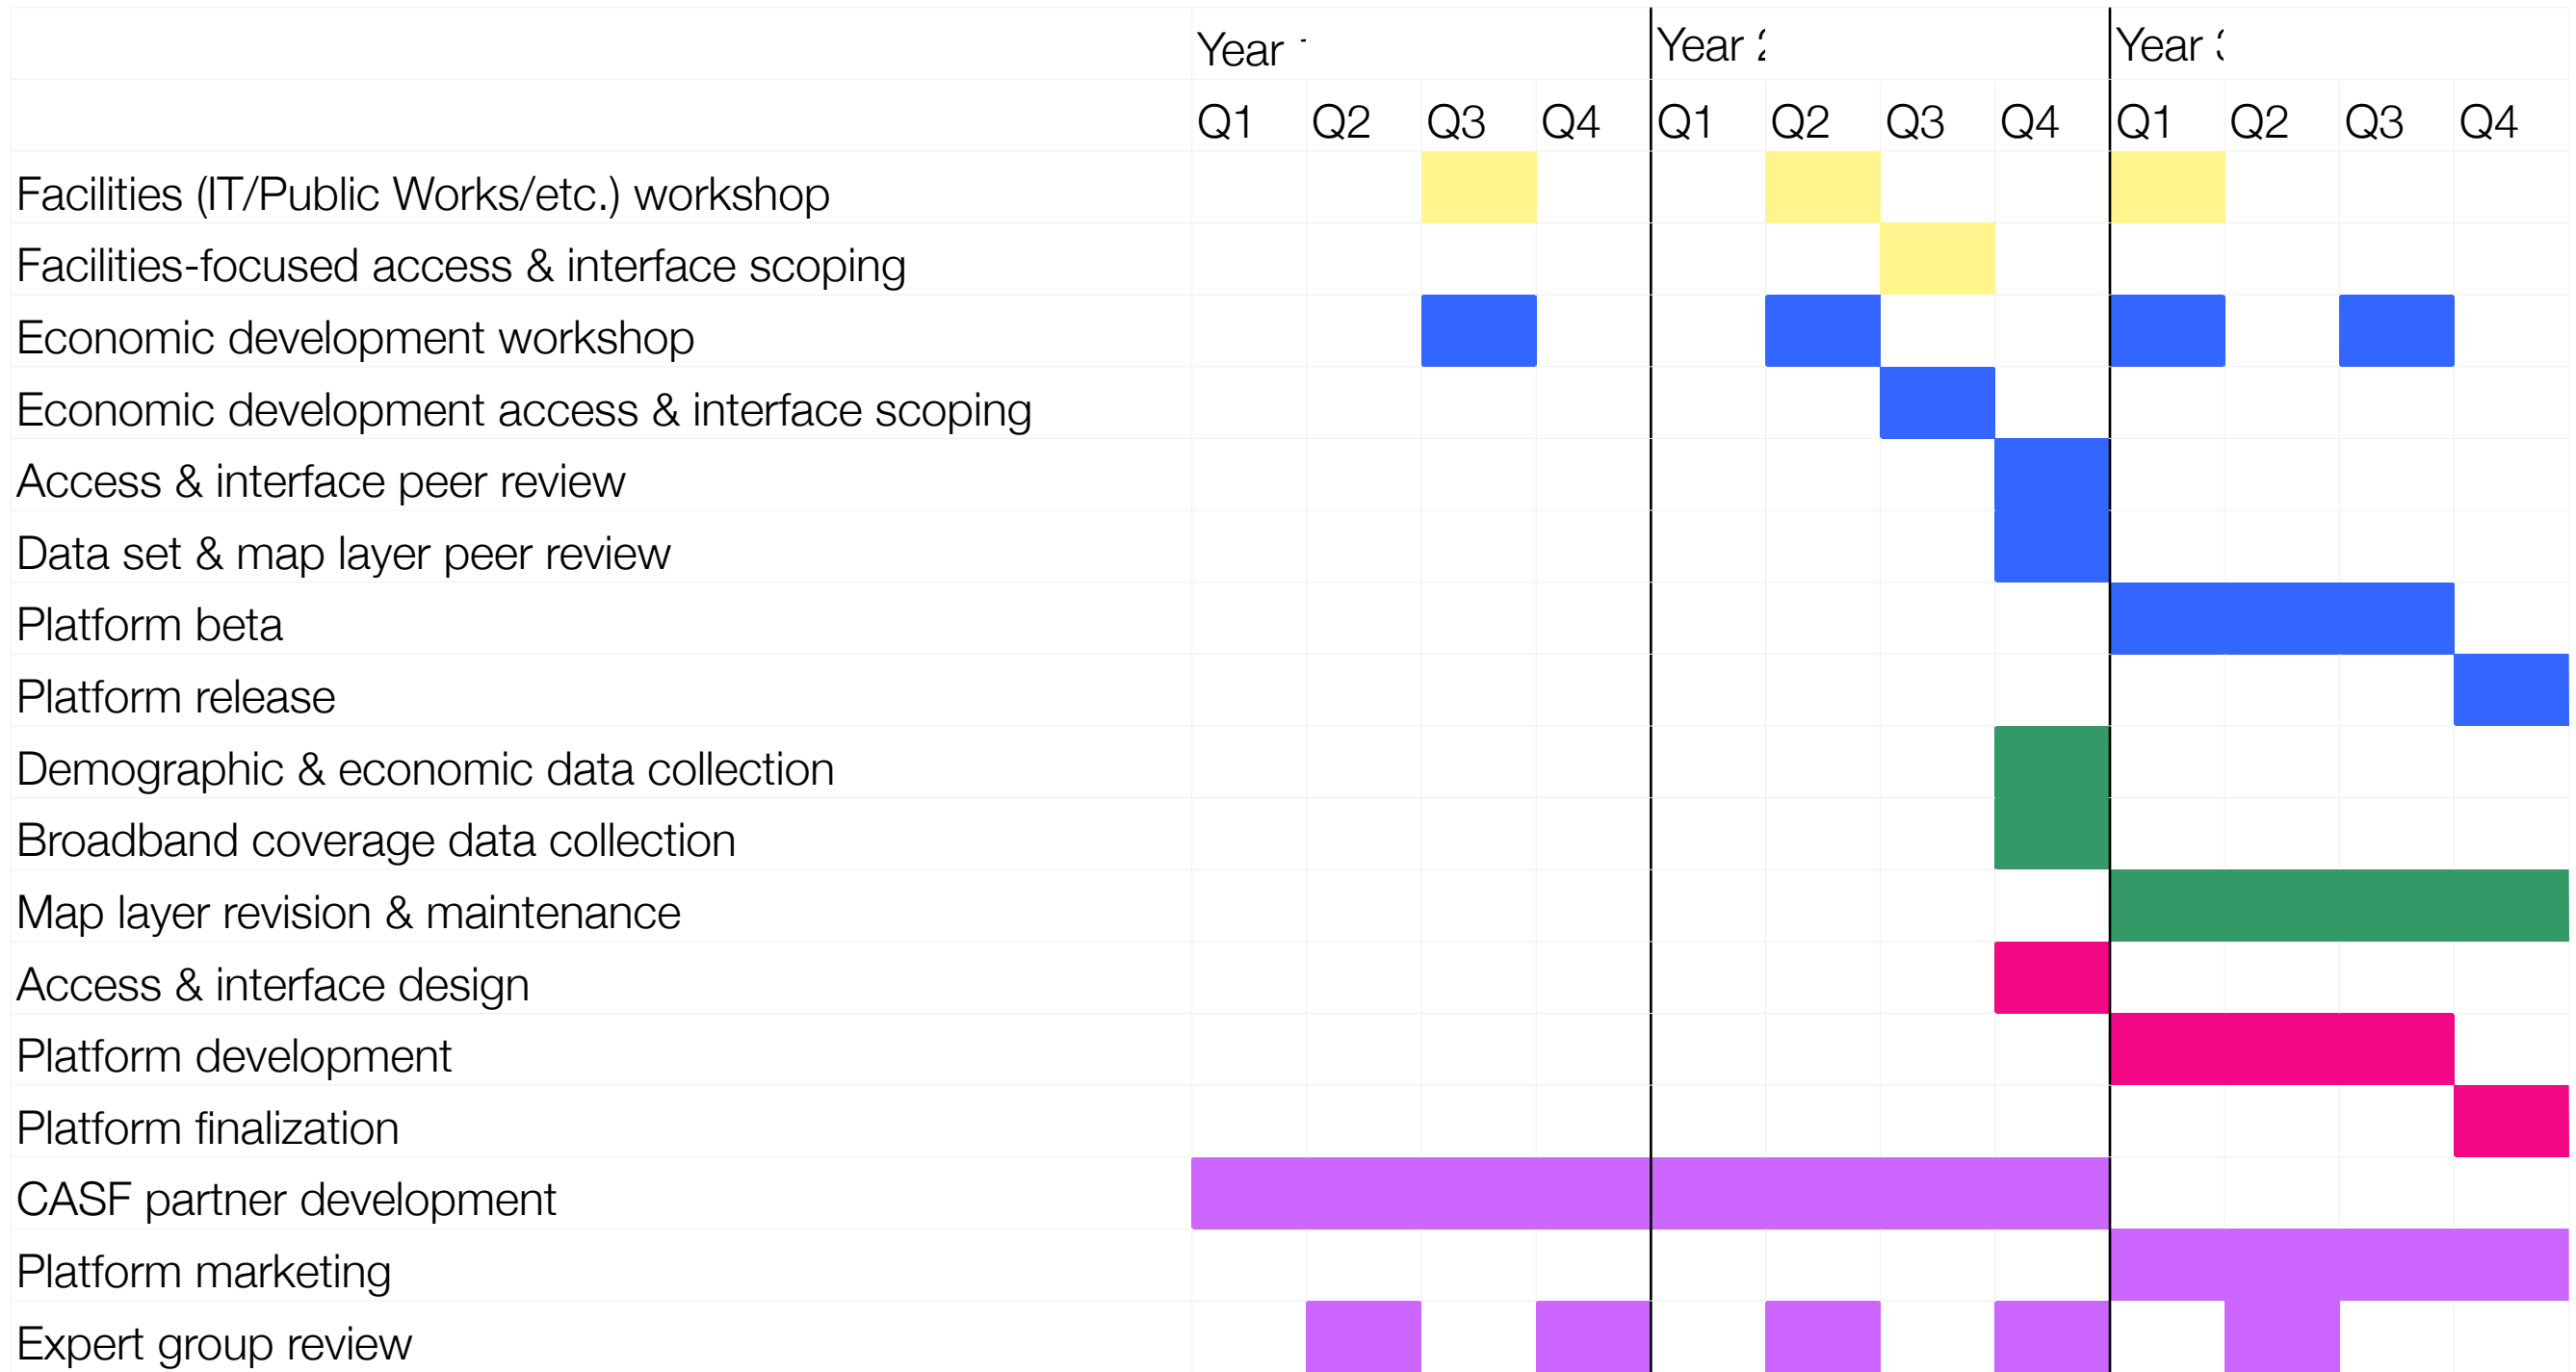 Year Year Year
Q1 Q2 Q3 Q4 Q1 Q2 Q3 Q4 Q1 Q2 Q3 Q4
Facilities (IT/Public Works/etc.) workshop
Facilities-focused access & interface scoping
Economic development workshop
Economic development access & interface scoping
Access & interface peer review
Data set & map layer peer review
Platform beta
Platform release
Demographic & economic data collection
Broadband coverage data collection
Map layer revision & maintenance
Access & interface design
Platform development
Platform finalization
CASF partner development
Platform marketing
Expert group review